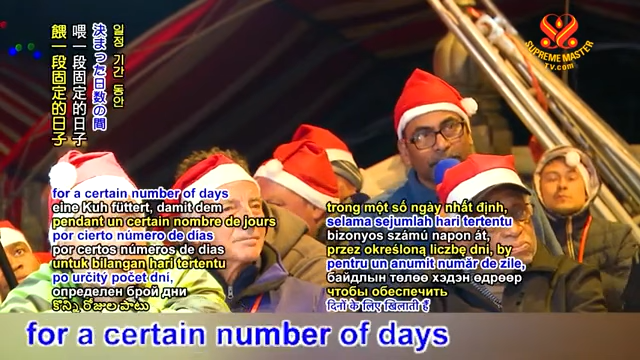 일정 기간 동안
決まった日数の間
喂一段固定的日子
餵一段固定的日子
SUPREME MASTER
TV.com
for a certain number of days
eine Kuh füttert, damit dem
pendant un certain nombre de jours
por cierto número de dias
por certos números de dias
untuk bilangan hari tertentu
po určitý počet dní,
определен брой дни
కొన్ని రోజుల పాటు
trong một số ngày nhất định,
selama sejumlah hari tertentu
bizonyos számú napon át,
przez określoną liczbę dni, by
pentru un anumit număr de zile,
байдлын төлөө хэдэн өдрөөр
чтобы обеспечить
दिनों के लिए खिलाती हैं
for a certain number of days